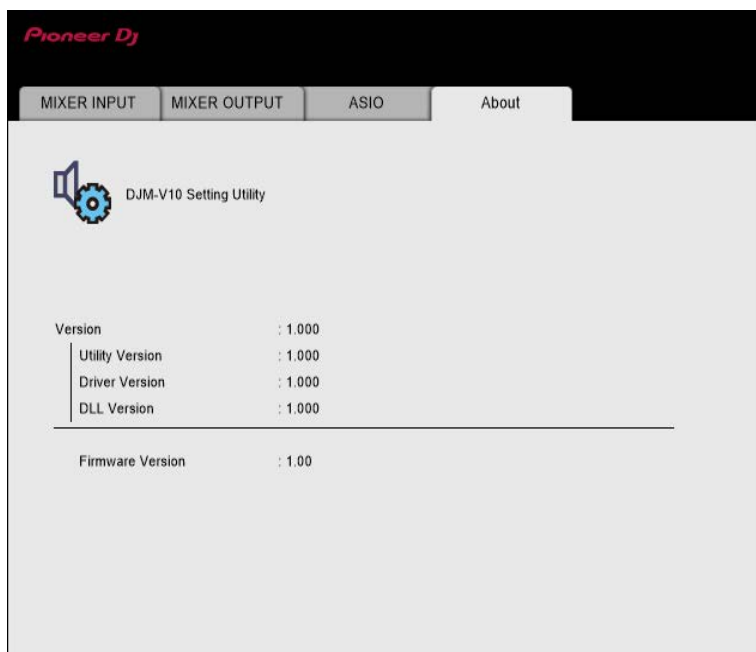 Pioneer Dj
MIXER INPUT MIXER OUTPUT ASIO About
DJM-V10 Setting Utility
Version : 1.000
Utility Version : 1.000
Driver Version : 1.000
DLL Version : 1.000
Firmware Version : 1.00